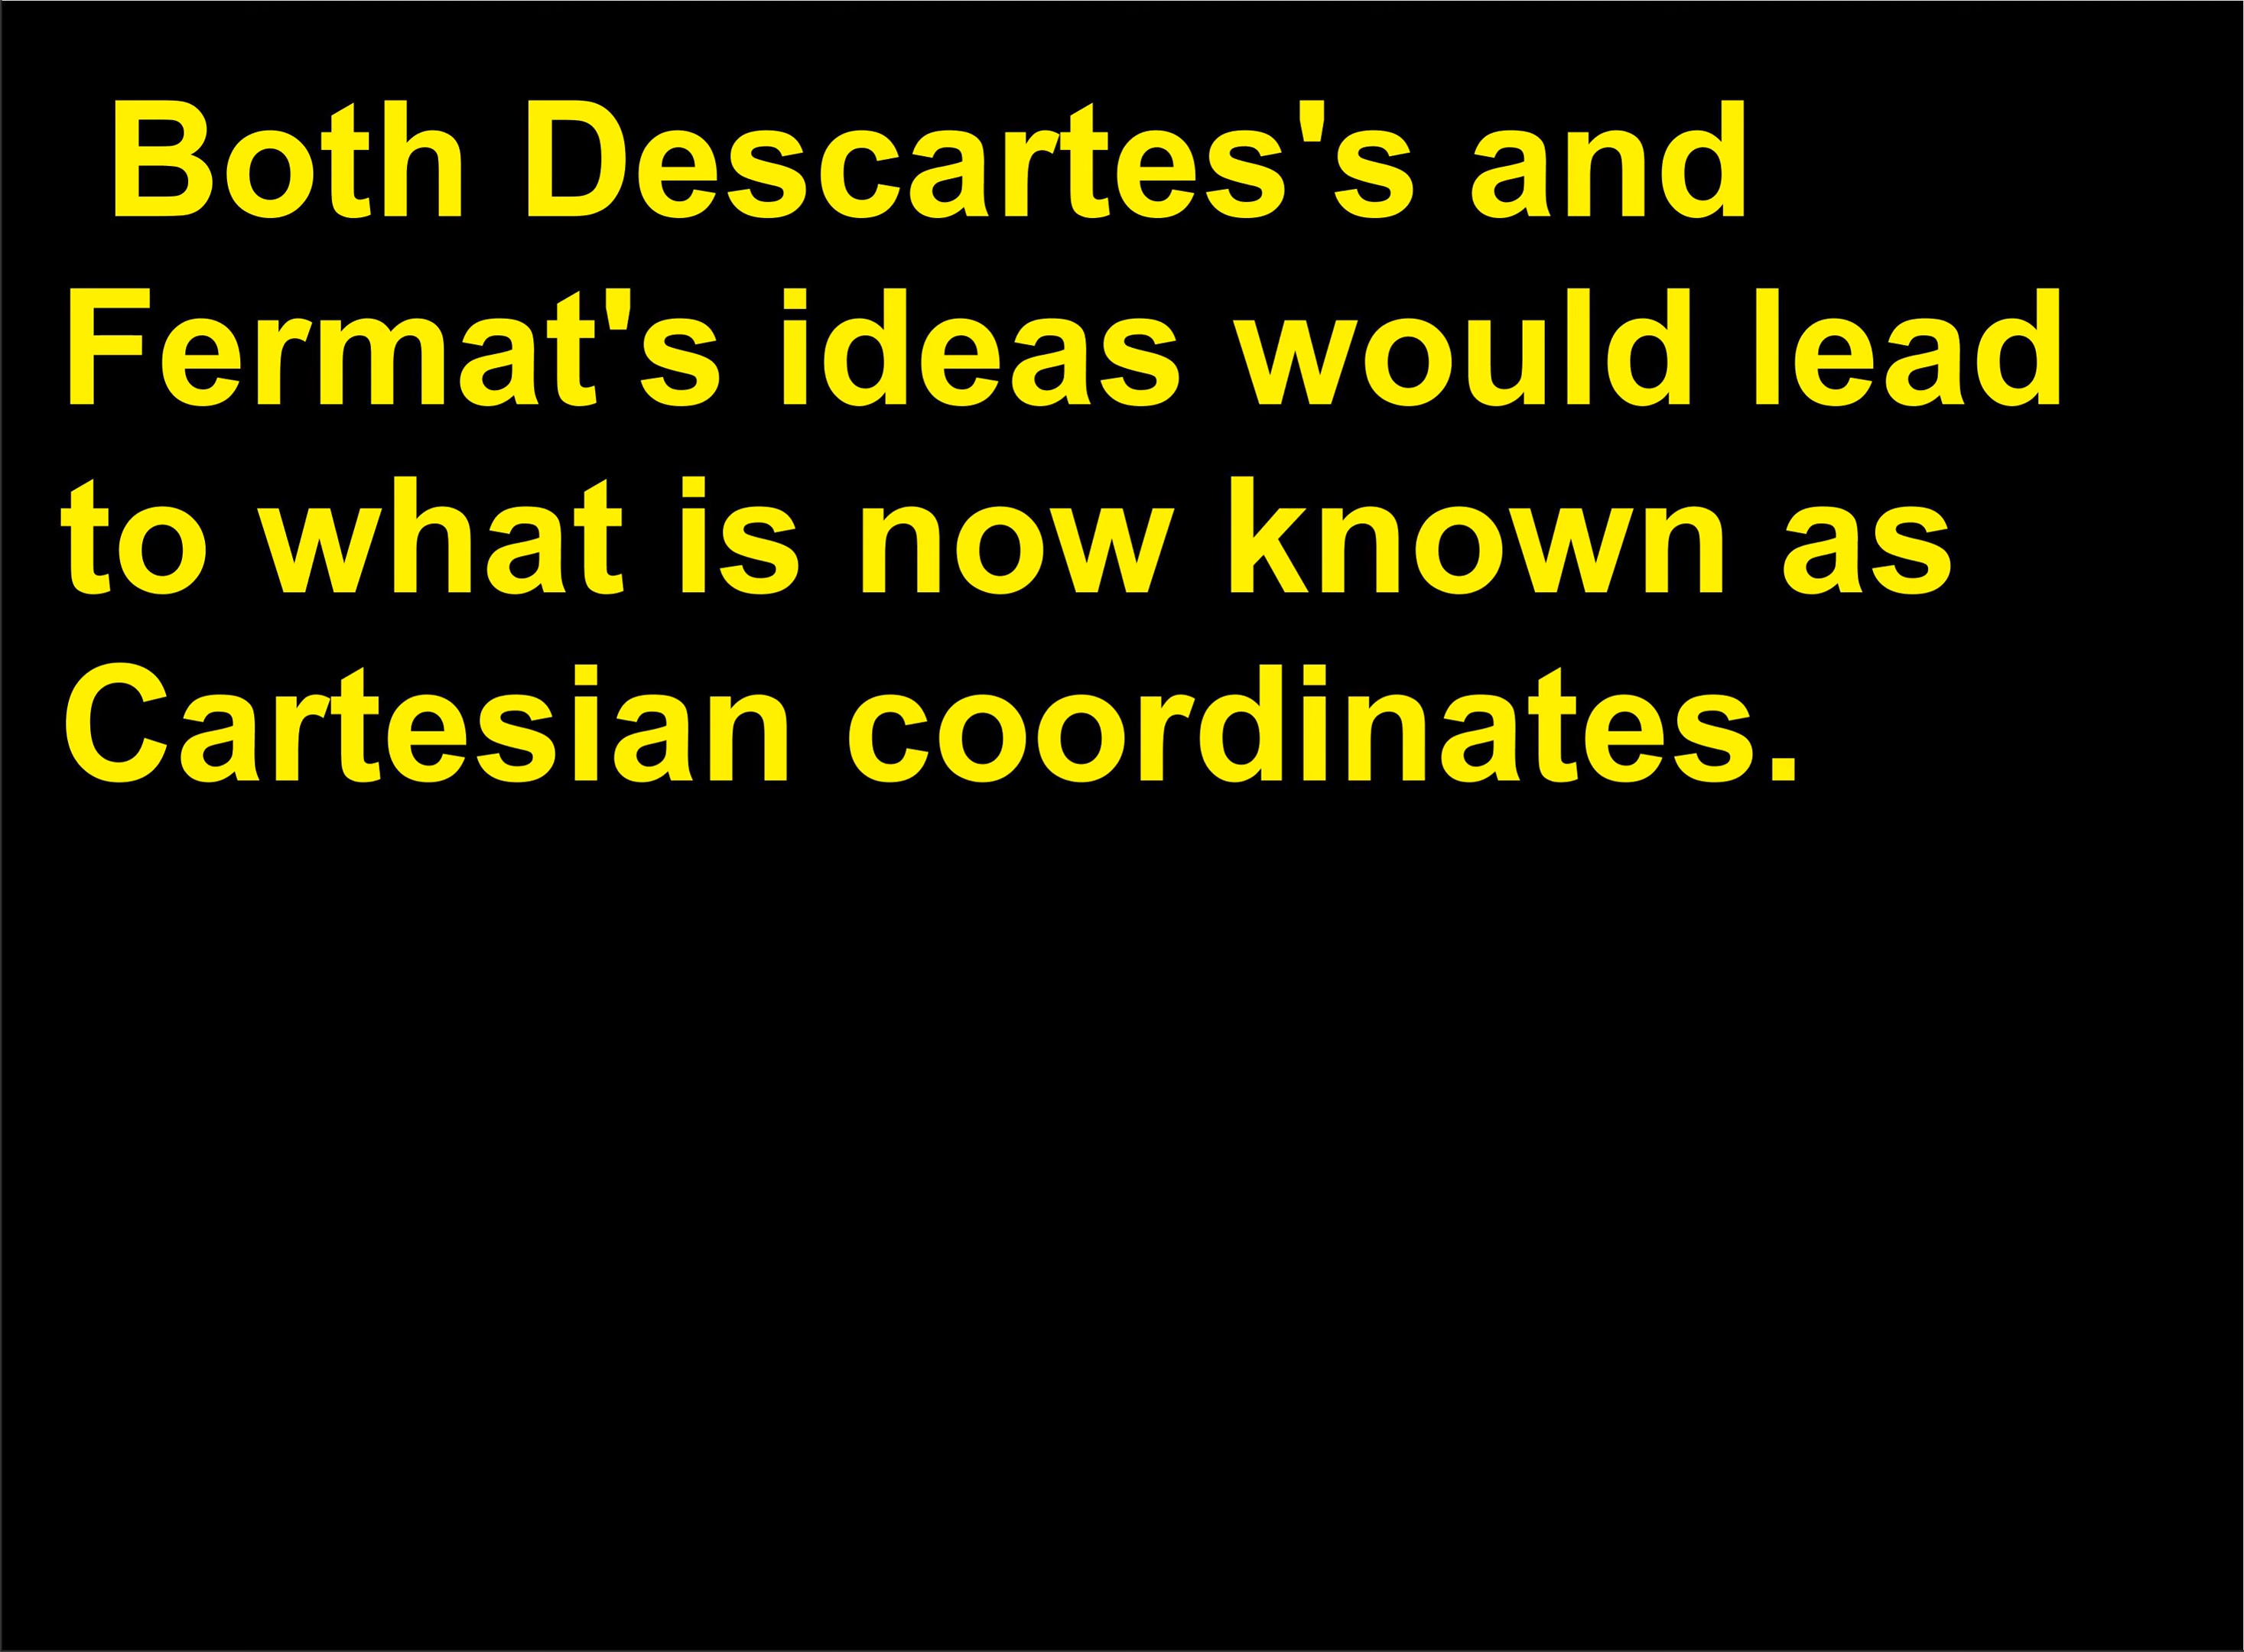 Both Descartes's and
Fermat's ideas would lead
to what is now known as
Cartesian coordinates.